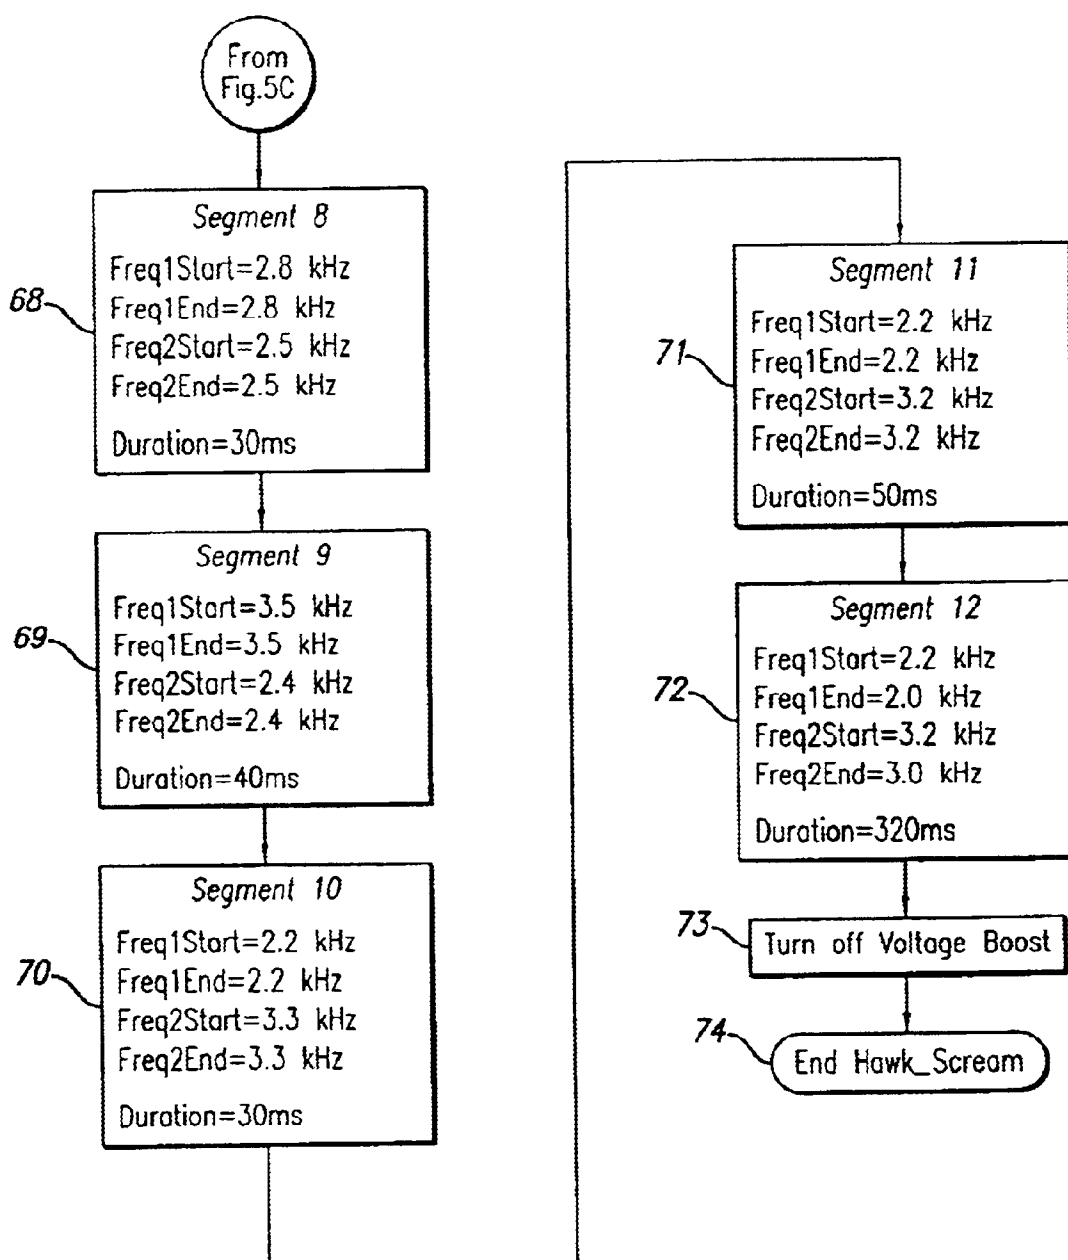 From
Fig.5C
Segment 8
Freq1Start=2.8 kHz
Freq1End=2.8 kHz
Freq2Start=2.5 kHz
Freq2End=2.5 kHz
Duration=30ms
68
Segment 9
Freq1Start=3.5 kHz
Freq1End=3.5 kHz
Freq2Start=2.4 kHz
Freq2End=2.4 kHz
Duration=40ms
69
Segment 10
Freq1Start=2.2 kHz
Freq1End=2.2 kHz
Freq2Start=3.3 kHz
Freq2End=3.3 kHz
Duration=30ms
70
Segment 11
Freq1Start=2.2 kHz
Freq1End=2.2 kHz
Freq2Start=3.2 kHz
Freq2End=3.2 kHz
Duration=50ms
71
Segment 12
Freq1Start=2.2 kHz
Freq1End=2.0 kHz
Freq2Start=3.2 kHz
Freq2End=3.0 kHz
Duration=320ms
72
73
Turn off Voltage Boost
74
End Hawk_Scream